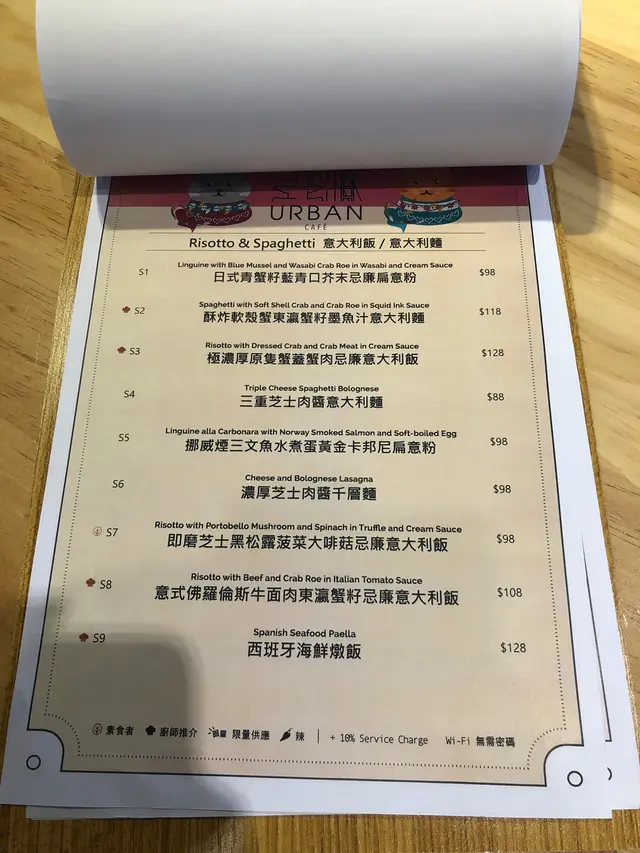 URBAN
CAFÉ
Risotto & Spaghetti 意大利飯 / 意大利麵
S1 Linguine with Blue Mussel and Wasabi Crab Roe in Wasabi and Cream Sauce $98
日式青蟹籽藍青口芥末忌廉扁意粉
S2 Spaghetti with Soft Shell Crab and Crab Roe in Squid Ink Sauce $118
酥炸軟殼蟹東瀛蟹籽墨魚汁意大利麵
S3 Risotto with Dressed Crab and Crab Meat in Cream Sauce $128
極濃厚原隻蟹蓋蟹肉忌廉意大利飯
S4 Triple Cheese Spaghetti Bolognese $88
三重芝士肉醬意大利麵
S5 Linguine alla Carbonara with Norway Smoked Salmon and Soft-boiled Egg $98
挪威煙三文魚水煮蛋黃金卡邦尼扁意粉
S6 Cheese and Bolognese Lasagna $98
濃厚芝士肉醬千層麵
S7 Risotto with Portobello Mushroom and Spinach in Truffle and Cream Sauce $98
即磨芝士黑松露菠菜大啡菇忌廉意大利飯
S8 Risotto with Beef and Crab Roe in Italian Tomato Sauce $108
意式佛羅倫斯牛面肉東瀛蟹籽忌廉意大利飯
S9 Spanish Seafood Paella $128
西班牙海鮮燉飯
素食者 廚師推介 限量供應 辣 | + 10% Service Charge Wi-Fi 無需密碼